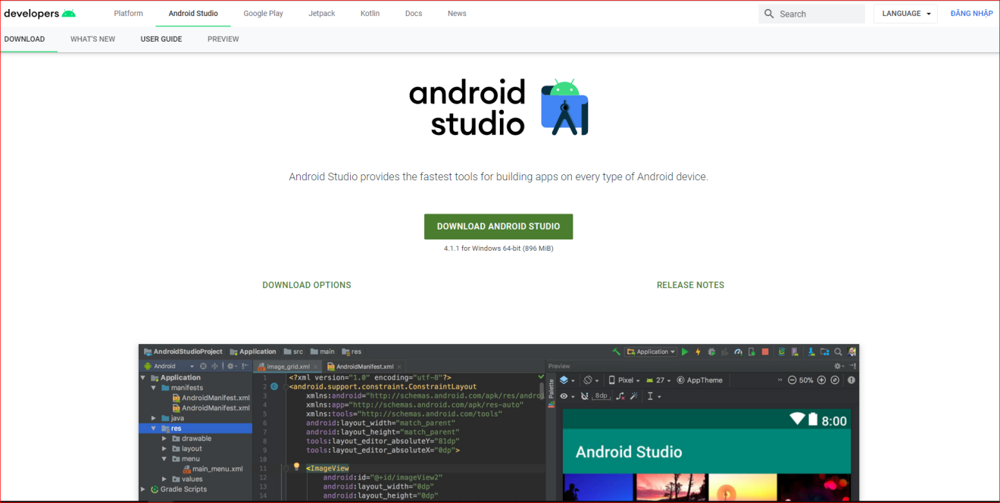 developers Platform Android Studio Google Play Jetpack Kotlin Docs News Search LANGUAGE ĐĂNG NHẬP
DOWNLOAD WHAT'S NEW USER GUIDE PREVIEW
android
studio
Android Studio provides the fastest tools for building apps on every type of Android device.
DOWNLOAD ANDROID STUDIO
4.1.1 for Windows 64-bit (896 MiB)
DOWNLOAD OPTIONS RELEASE NOTES
AndroidStudioProject Application src main res Application
Android image_grid.xml AndroidManifest.xml Preview
Application
manifests
AndroidManifest.xml
AndroidManifest.xml
java
res
drawable
layout
menu
main_menu.xml
values
Gradle Scripts
1 <?xml version="1.0" encoding="utf-8"?>
2 <android.support.constraint.ConstraintLayout
3 xmlns:android="http://schemas.android.com/apk/res/andro
4 xmlns:app="http://schemas.android.com/apk/res-auto"
5 xmlns:tools="http://schemas.android.com/tools"
6 android:layout_width="match_parent"
7 android:layout_height="match_parent"
8 tools:layout_editor_absoluteY="81dp"
9 tools:layout_editor_absoluteX="0dp">
10
11 <ImageView
12 android:id="@+id/imageView2"
13 android:layout_width="0dp"
14 android:layout_height="0dp"
Palette
Pixel 27 AppTheme 50%
8dp
8:00
Android Studio